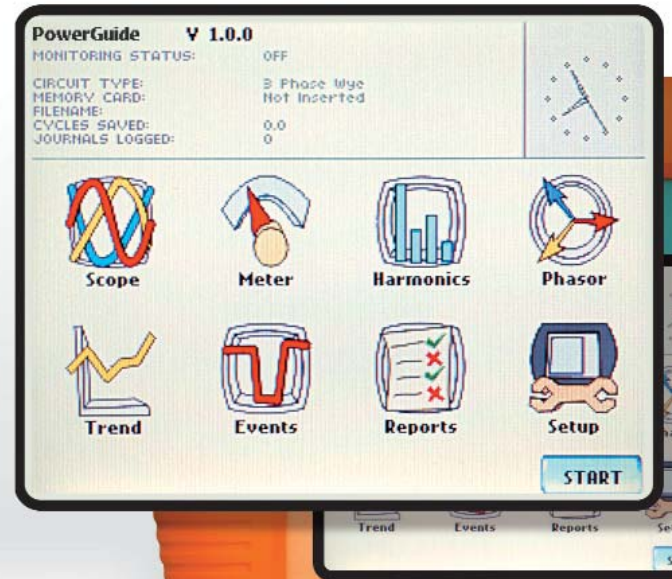 PowerGuide V 1.0.0
MONITORING STATUS: OFF
CIRCUIT TYPE: 3 Phase Wye
MEMORY CARD: Not Inserted
FILENAME:
CYCLES SAVED: 0.0
JOURNALS LOGGED: 0
Scope Meter Harmonics Phasor
Trend Events Reports Setup
START
Trend Events Reports